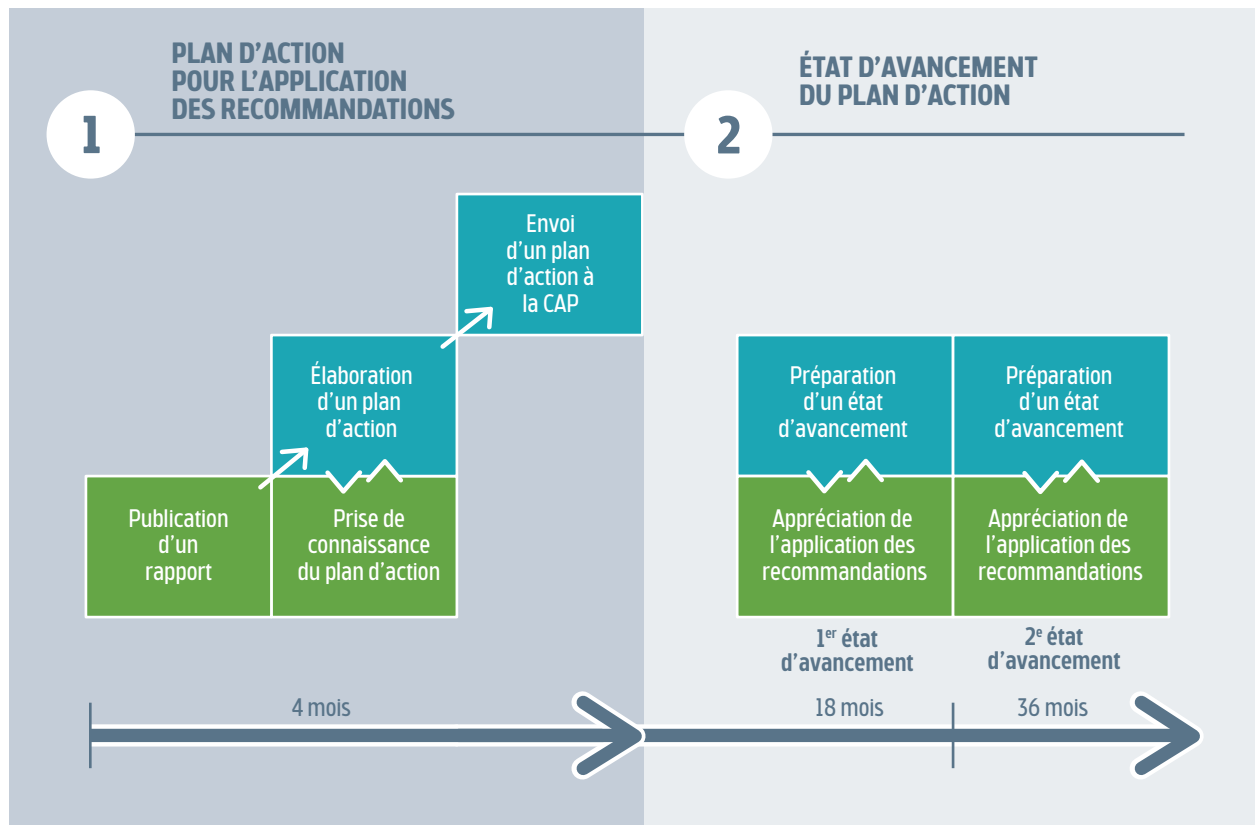 1
PLAN D'ACTION
POUR L'APPLICATION
DES RECOMMANDATIONS
2
ÉTAT D'AVANCEMENT
DU PLAN D'ACTION
Envoi
d'un plan
d'action à
la CAP
Élaboration
d'un plan
d'action
Publication
d'un
rapport
Prise de
connaissance
du plan d'action
Préparation
d'un état
d'avancement
Préparation
d'un état
d'avancement
Appréciation de
l'application des
recommandations
Appréciation de
l'application des
recommandations
1er état
d'avancement
2e état
d'avancement
4 mois
18 mois
36 mois